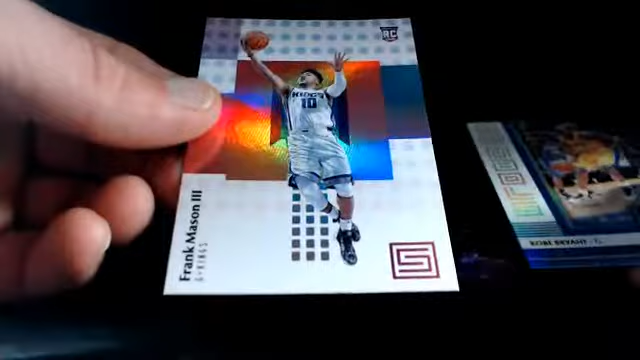 RC
KINGS
10
Frank Mason III
G-KINGS
S
KOBE BRYANT